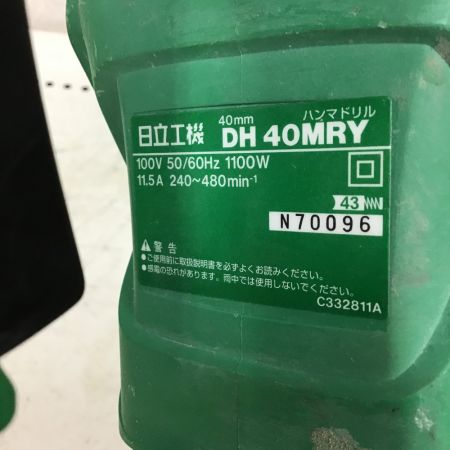 40mm ハンマドリル
日立工機 DH 40MRY
100V 50/60Hz 1100W
11.5A 240～480min⁻¹
43
N70096
警告
●ご使用前に取扱説明書を必ずよくお読みください。
●感電の恐れがあります。雨中では使用しないでください。
C332811A